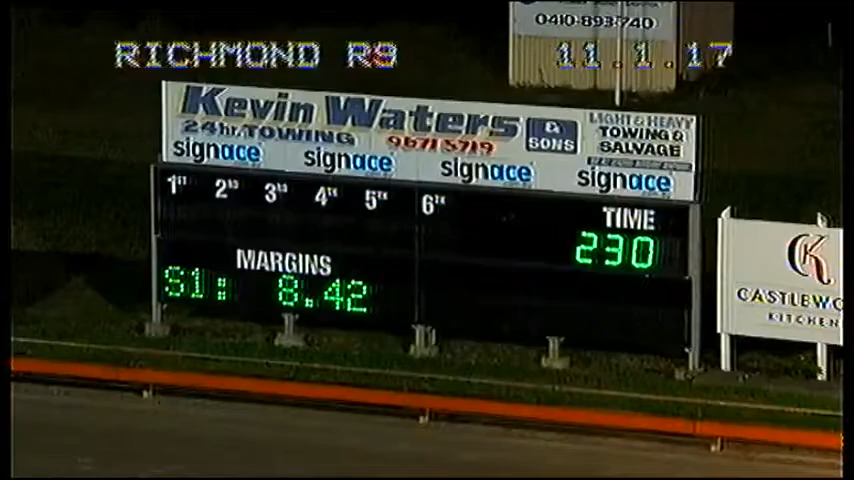 0410-893-740
RICHMOND R9 11.1.17
Kevin Waters & SONS
24hr. TOWING 9671 5719
LIGHT & HEAVY
TOWING &
SALVAGE
signace signace signace signace
1ST 2ND 3RD 4TH 5TH 6TH TIME
230
MARGINS
S1: 8.42
K
CASTLEWO
KITCHEN